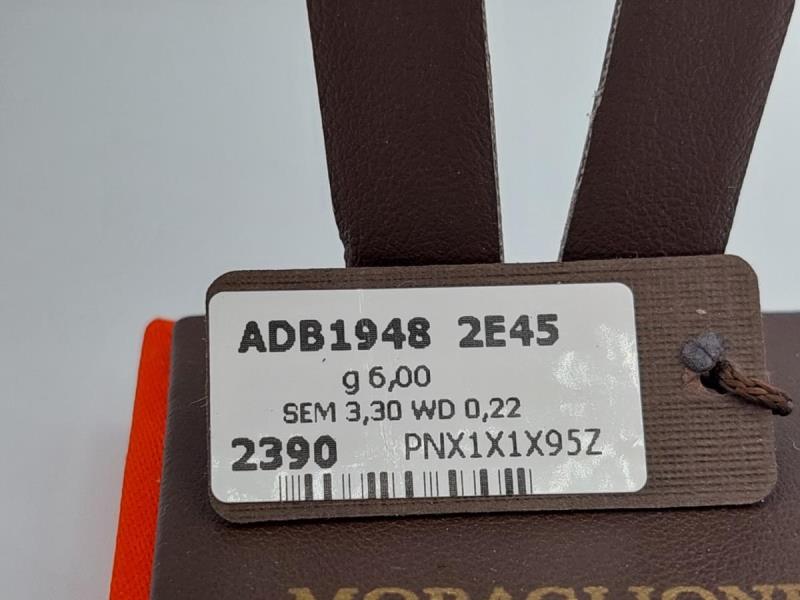 ADB1948 2E45
g 6,00
SEM 3,30 WD 0,22
2390 PNX1X1X95Z